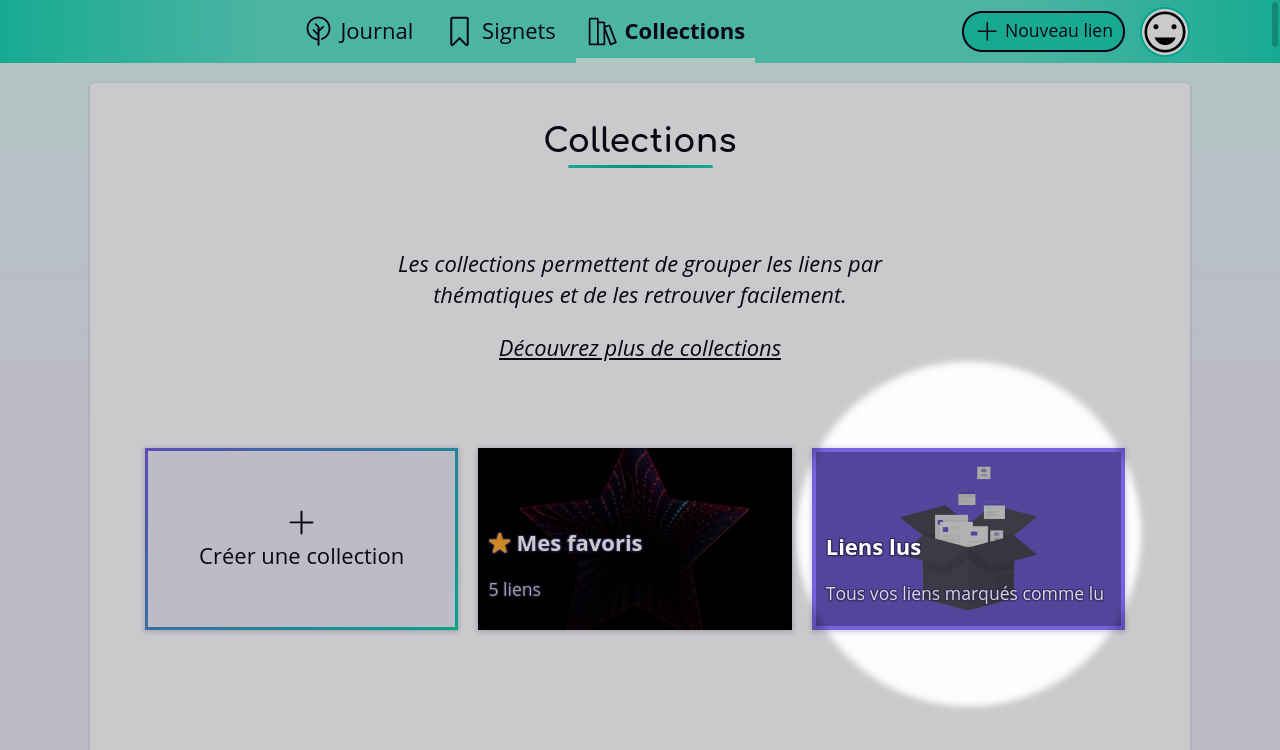 Journal
Signets
Collections
Nouveau lien
Collections
Les collections permettent de grouper les liens par
thématiques et de les retrouver facilement.
Découvrez plus de collections
Créer une collection
Mes favoris
5 liens
Liens lus
Tous vos liens marqués comme lu